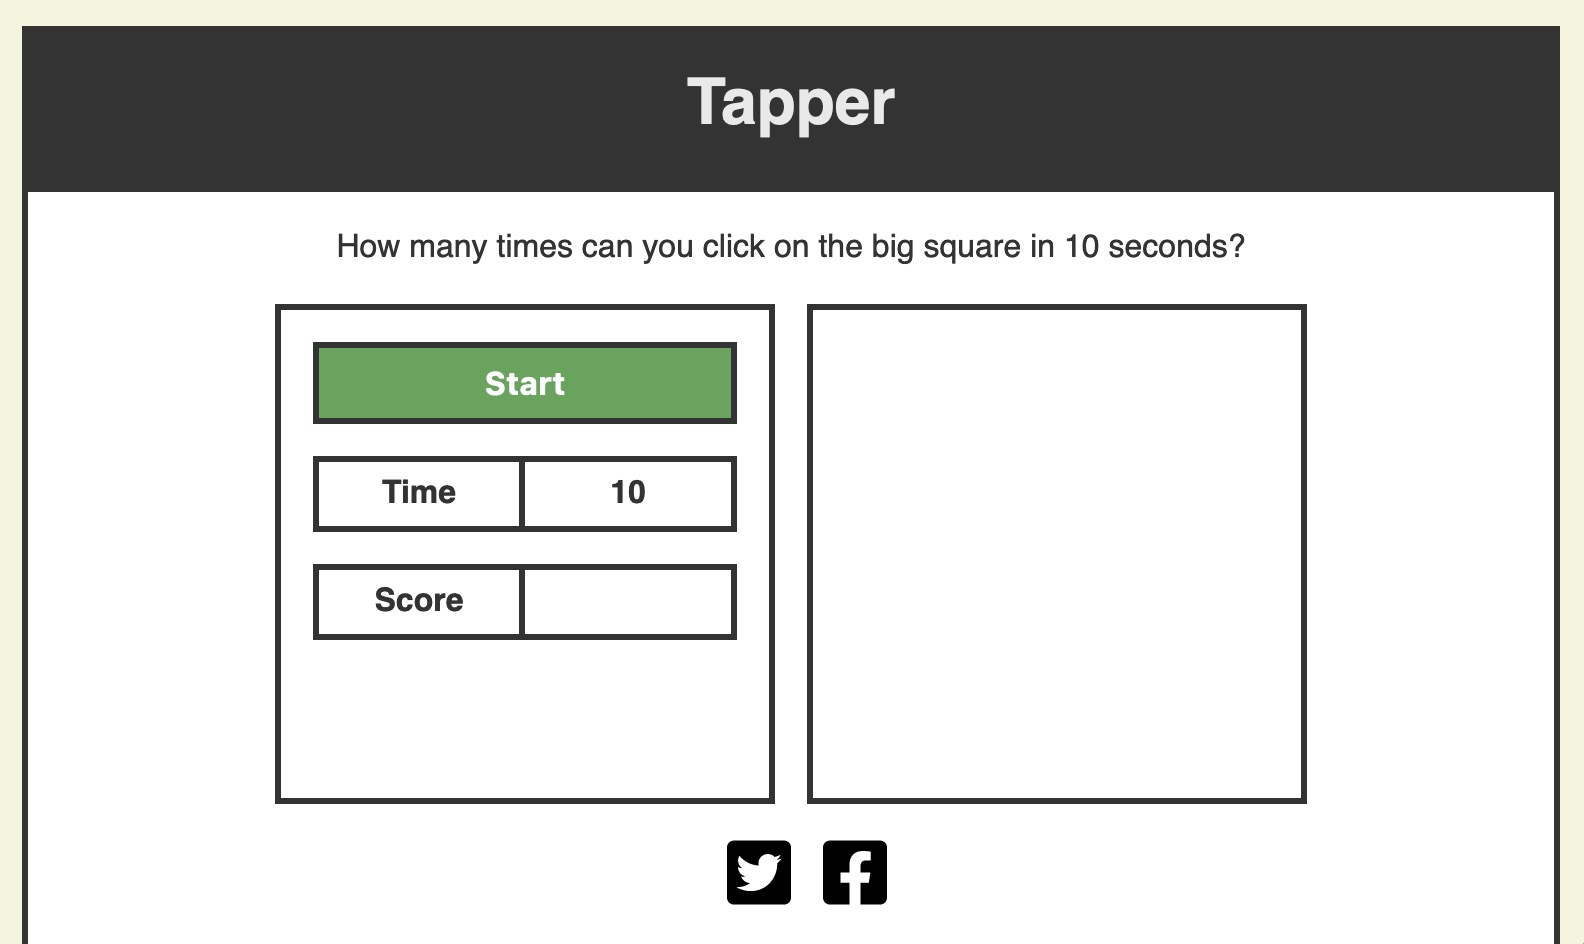 Tapper
How many times can you click on the big square in 10 seconds?
Start
Time 10
Score